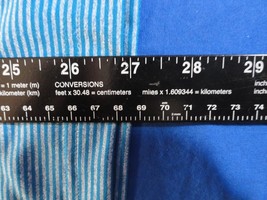 25 26 27 28 29
= 1 meter (m) CONVERSIONS inch
kilometer (km) feet x 30.48 = centimeters miles x 1.609344 = kilometers inch
63 64 65 66 67 68 69 70 71 72 73 74